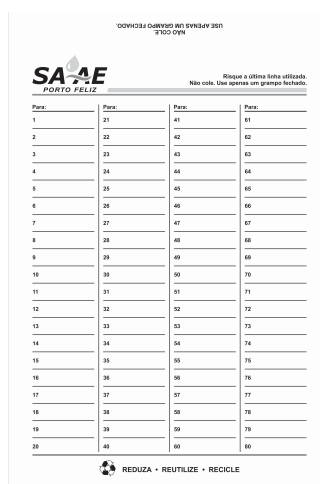 NÃO COLE.
USE APENAS UM GRAMPO FECHADO.
SAAE
PORTO FELIZ
Risque a última linha utilizada.
Não cole. Use apenas um grampo fechado.
Para: Para: Para: Para:
1 21 41 61
2 22 42 62
3 23 43 63
4 24 44 64
5 25 45 65
6 26 46 66
7 27 47 67
8 28 48 68
9 29 49 69
10 30 50 70
11 31 51 71
12 32 52 72
13 33 53 73
14 34 54 74
15 35 55 75
16 36 56 76
17 37 57 77
18 38 58 78
19 39 59 79
20 40 60 80
REDUZA • REUTILIZE • RECICLE